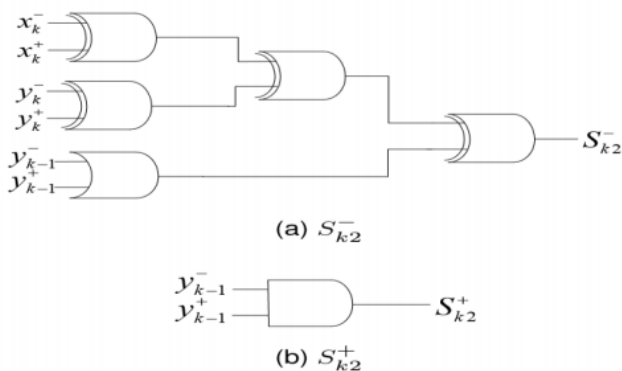 x_k^-
x_k^+
y_k^-
y_k^+
y_{k-1}^-
y_{k-1}^+
S_{k2}^-
(a) S_{k2}^-
y_{k-1}^-
y_{k-1}^+
S_{k2}^+
(b) S_{k2}^+